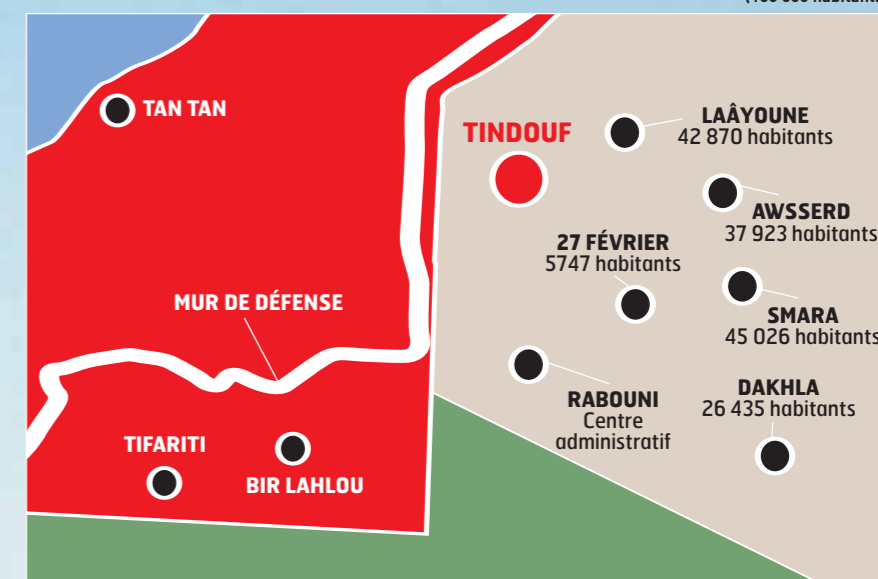 TAN TAN
TINDOUF
LAÂYOUNE
42 870 habitants
AWSSERD
37 923 habitants
27 FÉVRIER
5747 habitants
MUR DE DÉFENSE
SMARA
45 026 habitants
RABOUNI
Centre
administratif
DAKHLA
26 435 habitants
TIFARITI
BIR LAHLOU